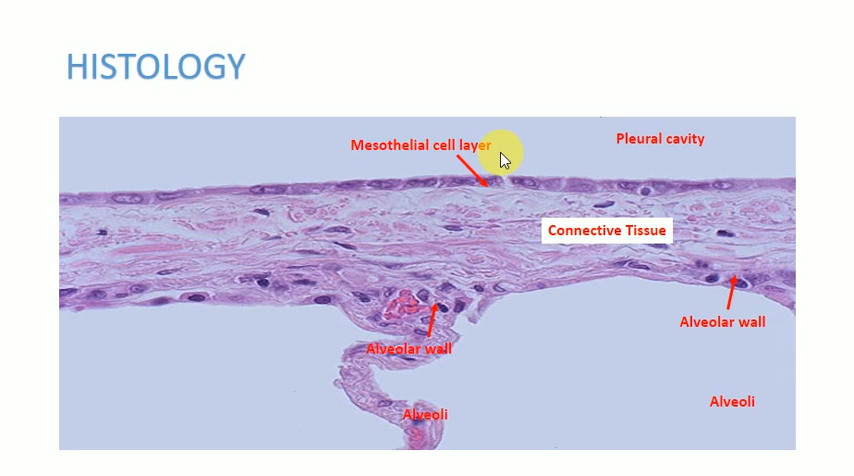 HISTOLOGY
Pleural cavity
Mesothelial cell layer
Connective Tissue
Alveolar wall
Alveolar wall
Alveoli
Alveoli